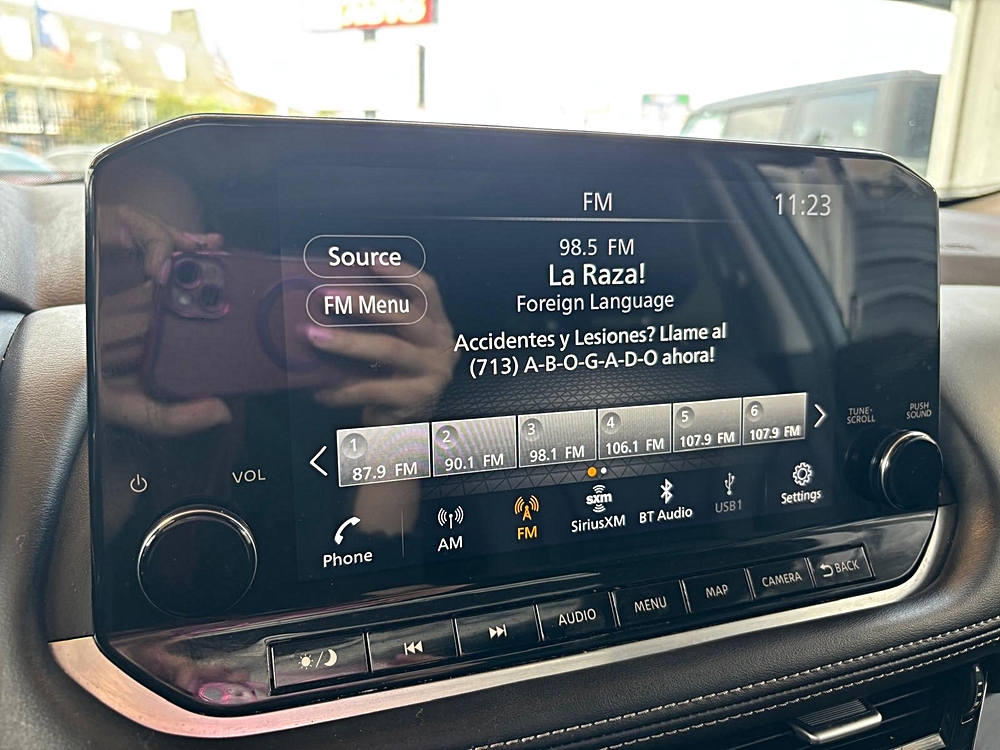 AUTO
FM
11:23
Source
98.5 FM
La Raza!
FM Menu
Foreign Language
Accidentes y Lesiones? Llame al
(713) A-B-O-G-A-D-O ahora!
1
2
3
4
5
6
87.9 FM
90.1 FM
98.1 FM
106.1 FM
107.9 FM
107.9 FM
TUNE•
SCROLL
PUSH
SOUND
VOL
Phone
AM
FM
sxm
SiriusXM
BT Audio
USB1
Settings
AUDIO
MENU
MAP
CAMERA
BACK